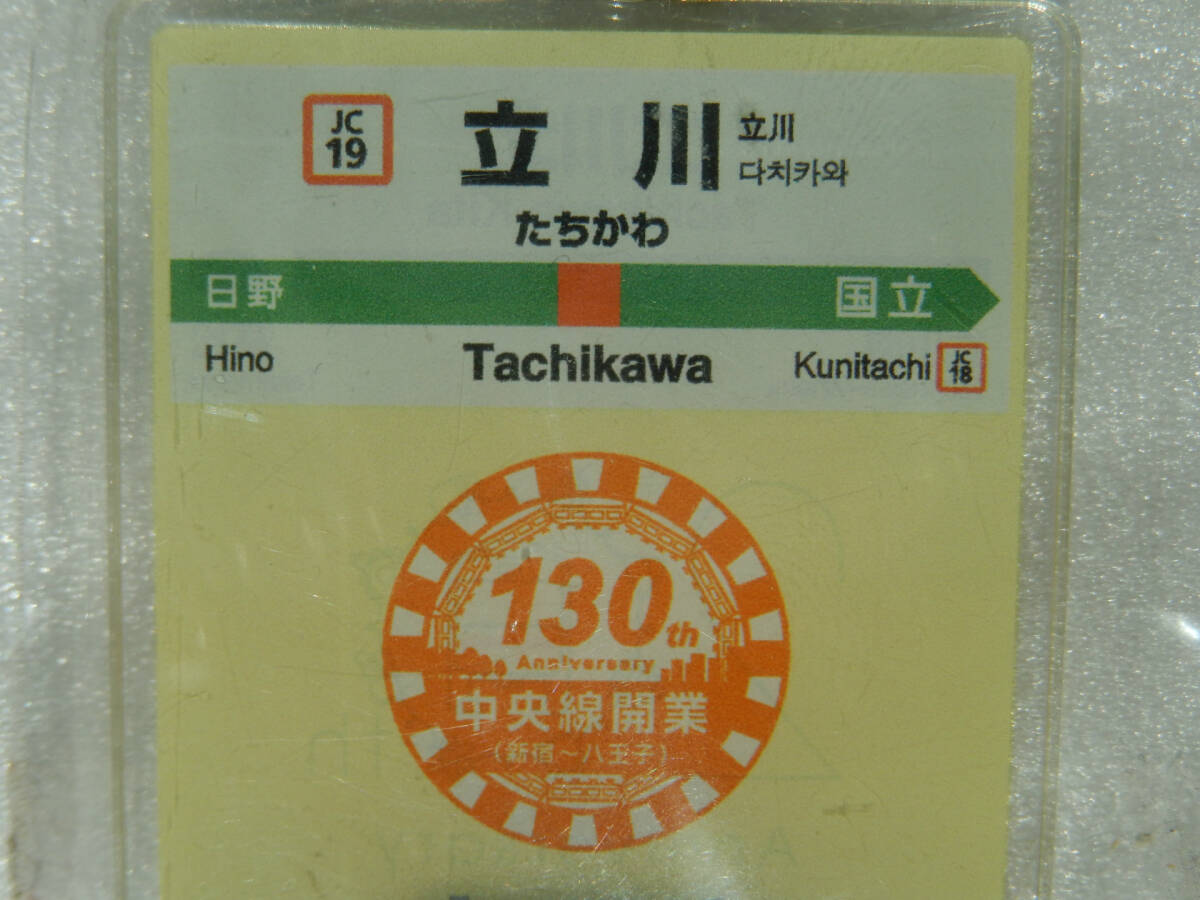 JC
19
立川
立川
다치카와
たちかわ
日野 国立
Hino Tachikawa Kunitachi JC
18
130th
Anniversary
中央線開業
(新宿~八王子)